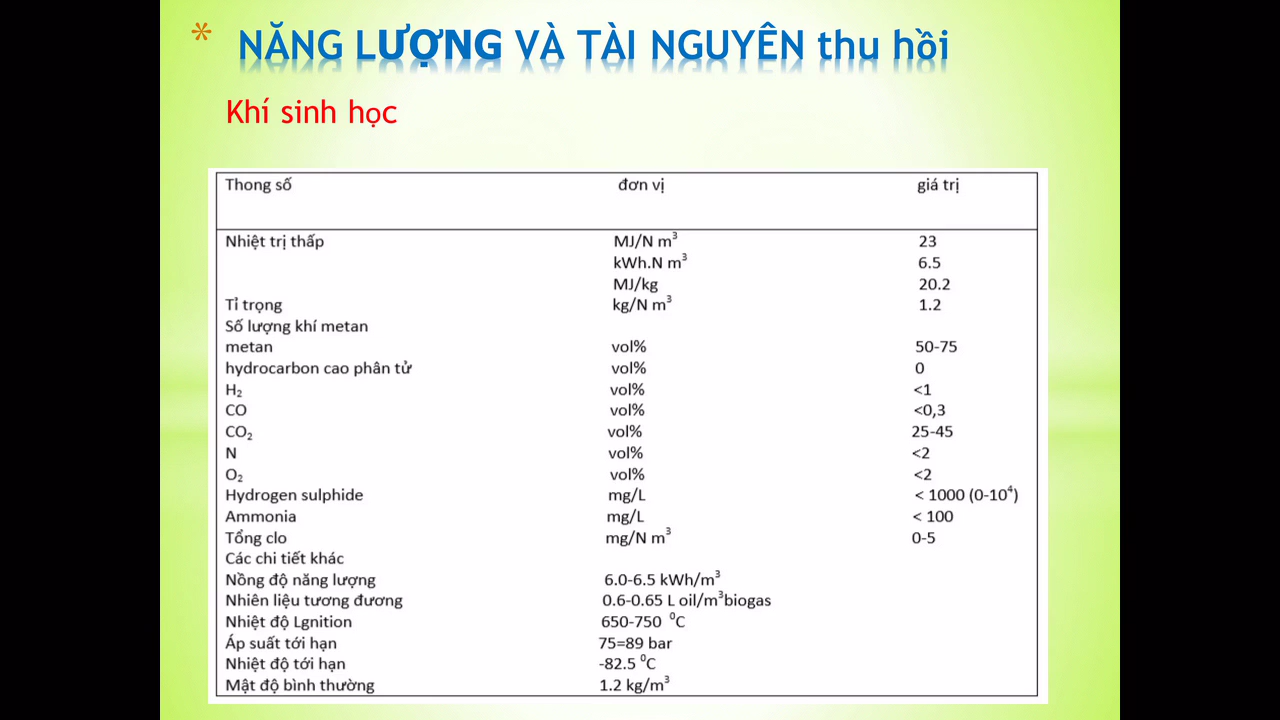 * NĂNG LƯỢNG VÀ TÀI NGUYÊN thu hồi
Khí sinh học
Thong số đơn vị giá trị
Nhiệt trị thấp MJ/N m³ 23
kWh.N m³ 6.5
MJ/kg 20.2
Tỉ trọng kg/N m³ 1.2
Số lượng khí metan
metan vol% 50-75
hydrocarbon cao phân tử vol% 0
H₂ vol% <1
CO vol% <0,3
CO₂ vol% 25-45
N vol% <2
O₂ vol% <2
Hydrogen sulphide mg/L < 1000 (0-10⁴)
Ammonia mg/L < 100
Tổng clo mg/N m³ 0-5
Các chi tiết khác
Nồng độ năng lượng 6.0-6.5 kWh/m³
Nhiên liệu tương đương 0.6-0.65 L oil/m³biogas
Nhiệt độ Lgnition 650-750 ⁰C
Áp suất tới hạn 75=89 bar
Nhiệt độ tới hạn -82.5 ⁰C
Mật độ bình thường 1.2 kg/m³